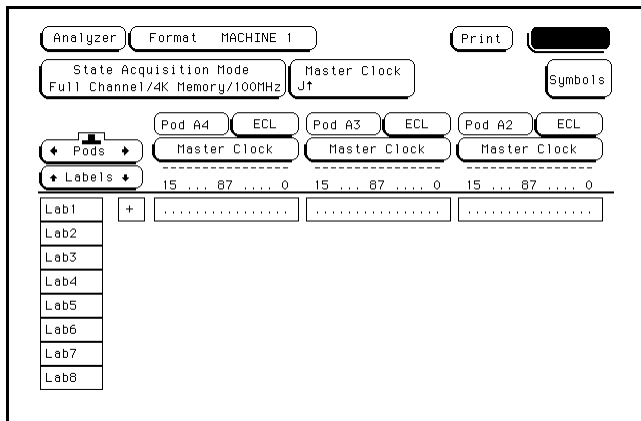 Analyzer Format MACHINE 1 Print
State Acquisition Mode
Full Channel/4K Memory/100MHz
Master Clock
J↑
Symbols
Pod A4 ECL Pod A3 ECL Pod A2 ECL
← Pods → Master Clock Master Clock Master Clock
↑ Labels ↓
15 ... 87 .... 0 15 ... 87 .... 0 15 ... 87 .... 0
Lab1 + ................ ................ ................
Lab2
Lab3
Lab4
Lab5
Lab6
Lab7
Lab8